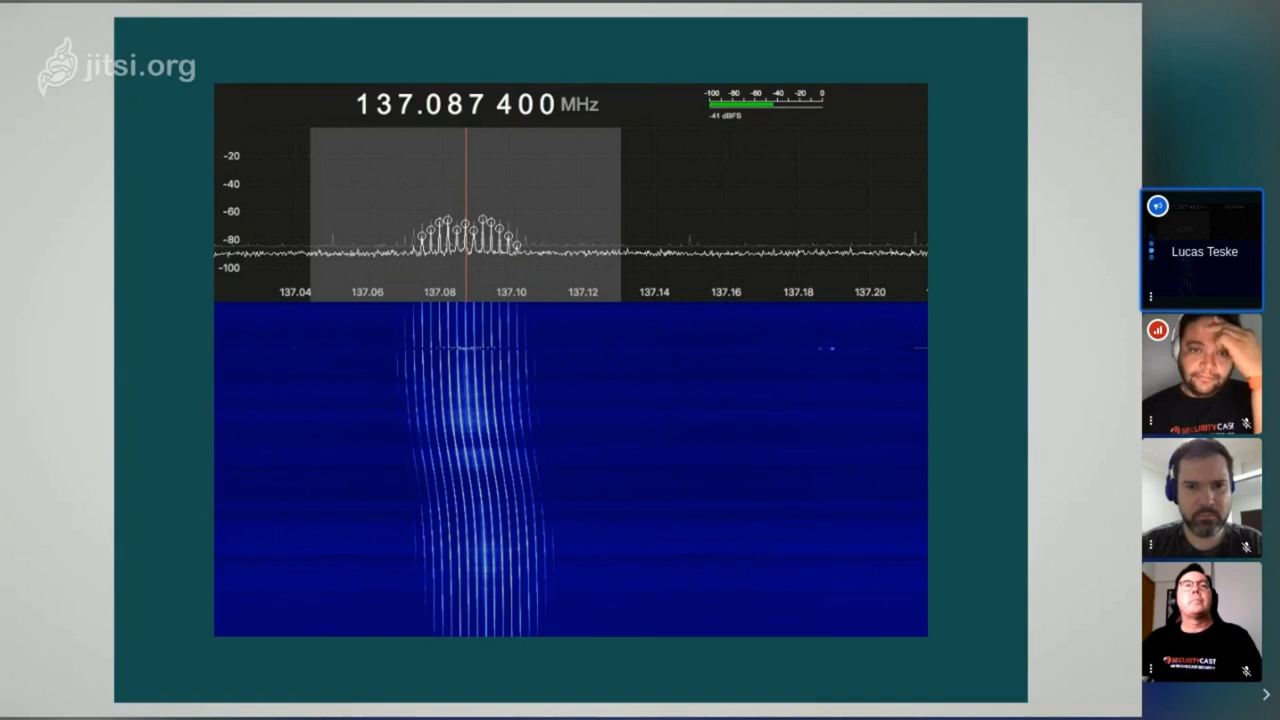 jitsi.org
137.087 400 MHz
-100 -80 -60 -40 -20 0
-41 dBFS
-20
-40
-60
-80
-100
137.04 137.06 137.08 137.10 137.12 137.14 137.16 137.18 137.20
Lucas Teske
SECURITYCAST
SECURITYCAST